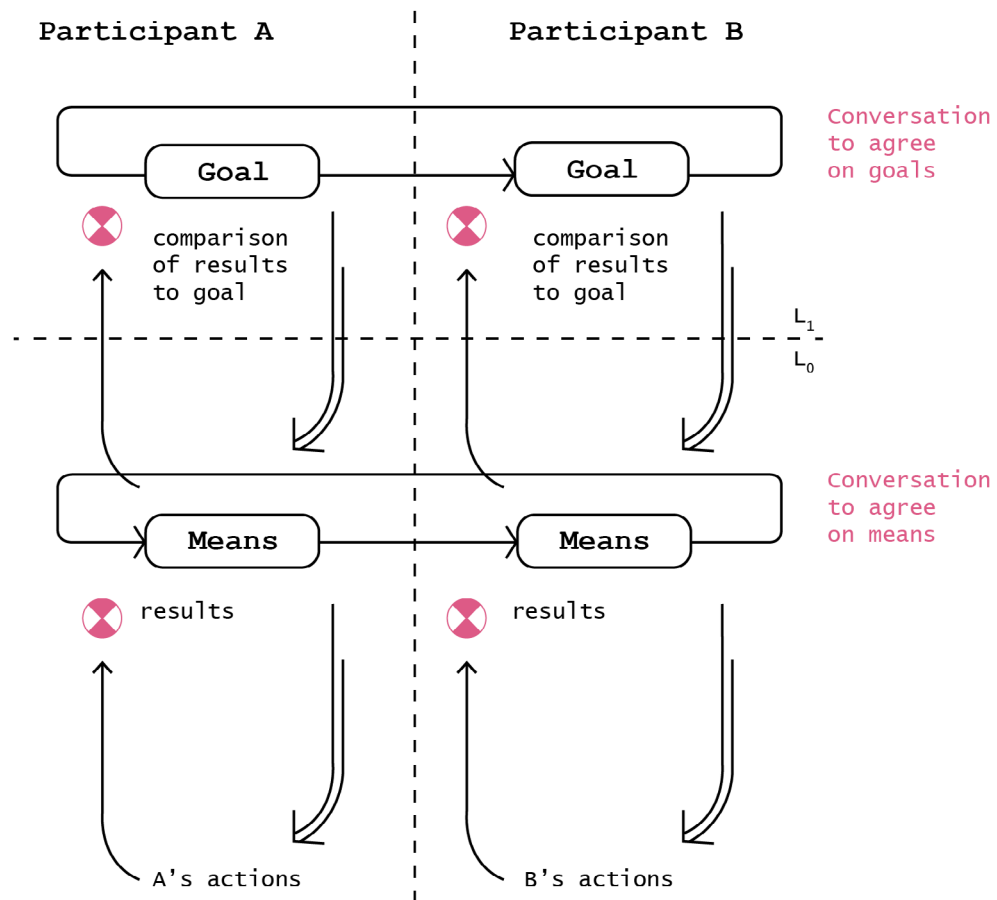 Participant A
Participant B
Conversation
to agree
on goals
Goal
Goal
comparison
of results
to goal
comparison
of results
to goal
L₁
L₀
Conversation
to agree
on means
Means
Means
results
results
A’s actions
B’s actions